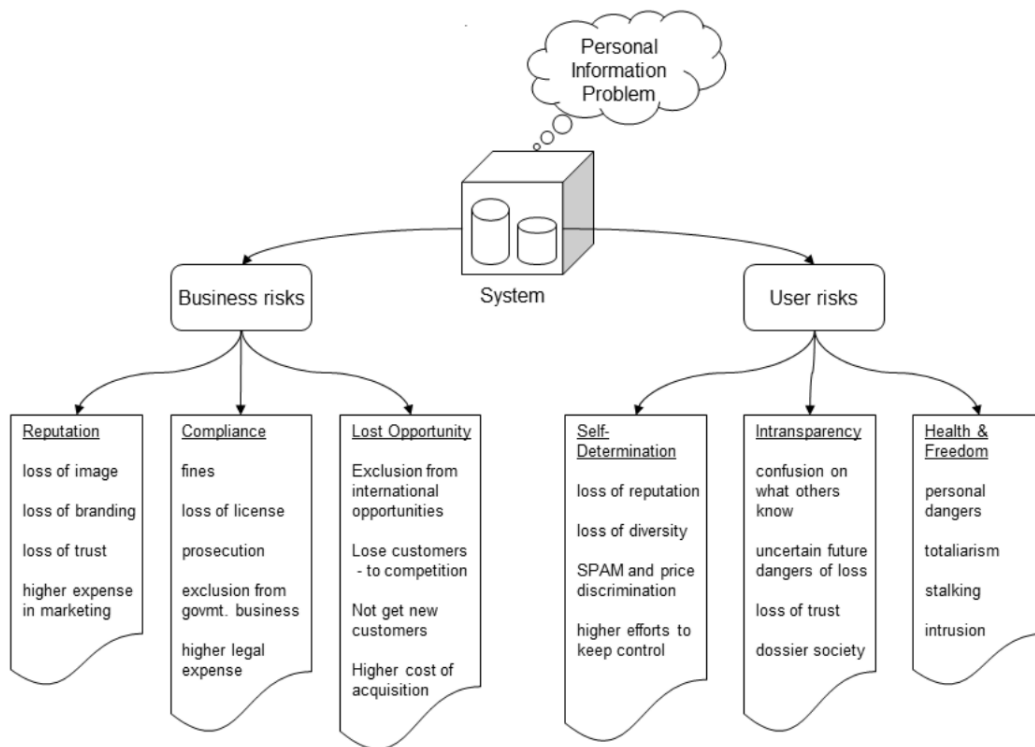 Personal
Information
Problem
System
Business risks
User risks
Reputation
loss of image
loss of branding
loss of trust
higher expense
in marketing
Compliance
fines
loss of license
prosecution
exclusion from
govmt. business
higher legal
expense
Lost Opportunity
Exclusion from
international
opportunities
Lose customers
- to competition
Not get new
customers
Higher cost of
acquisition
Self-
Determination
loss of reputation
loss of diversity
SPAM and price
discrimination
higher efforts to
keep control
Intransparency
confusion on
what others
know
uncertain future
dangers of loss
loss of trust
dossier society
Health &
Freedom
personal
dangers
totaliarism
stalking
intrusion